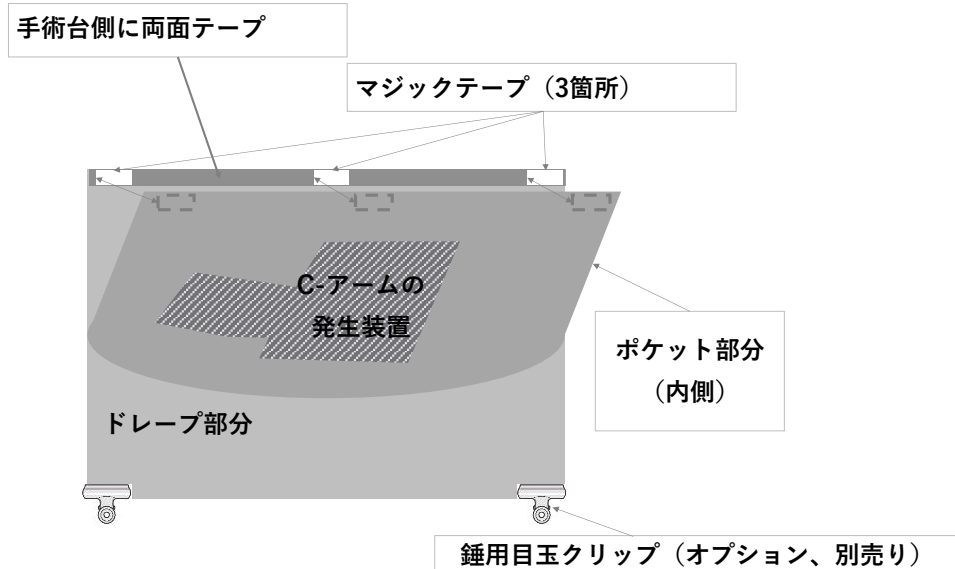 手術台側に両面テープ
マジックテープ（3箇所）
C-アームの
発生装置
ポケット部分
（内側）
ドレープ部分
錘用目玉クリップ（オプション、別売り）